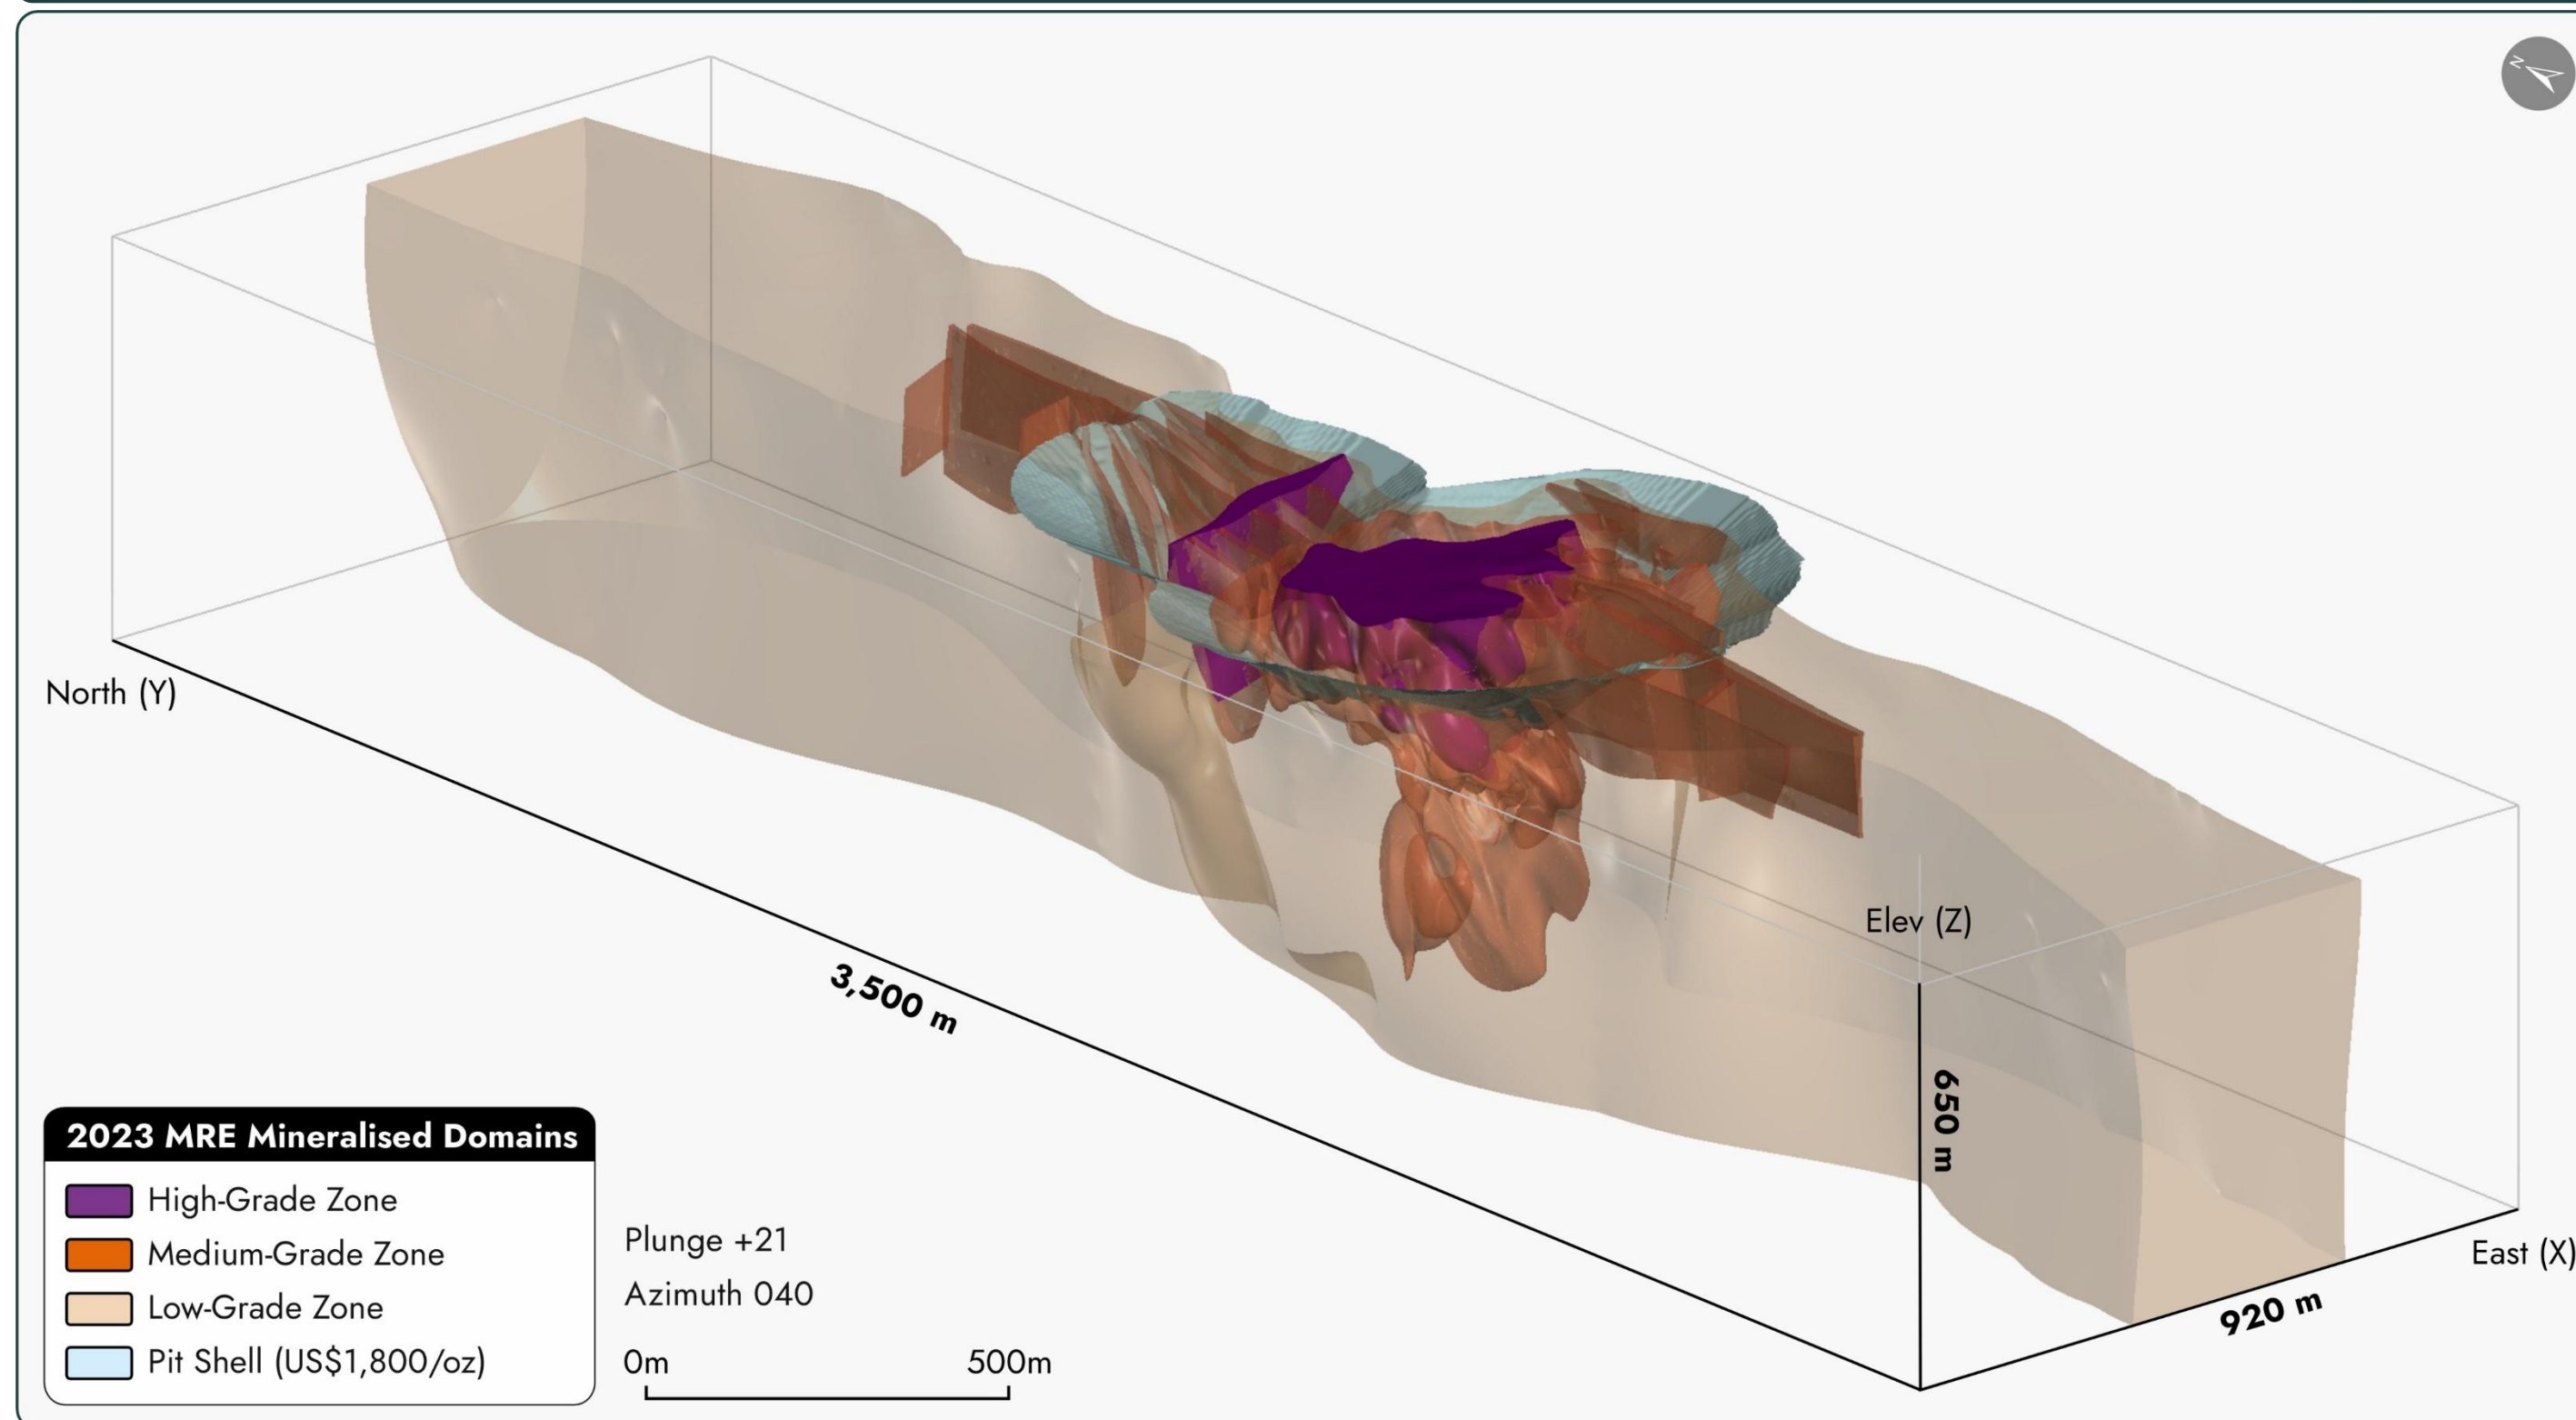 N
North (Y)
Elev (Z)
3,500 m
650 m
East (X)
920 m
2023 MRE Mineralised Domains
High-Grade Zone
Medium-Grade Zone
Low-Grade Zone
Pit Shell (US$1,800/oz)
Plunge +21
Azimuth 040
0m 500m